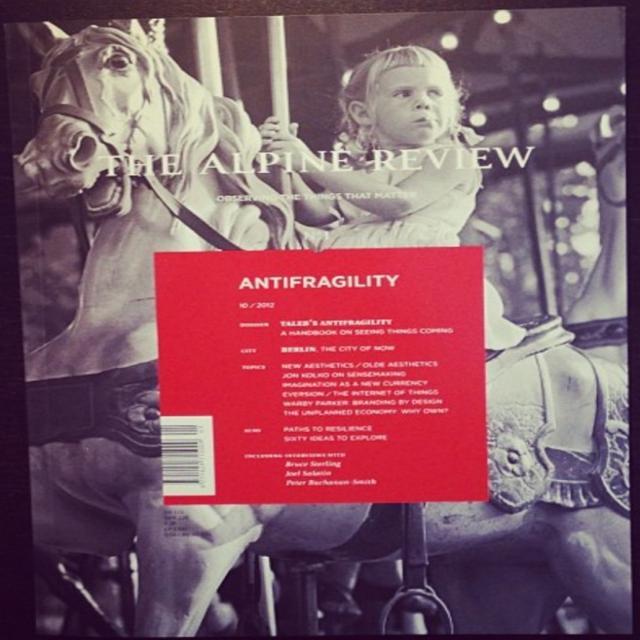 THE ALPINE REVIEW
OBSERVING THE THINGS THAT MATTER
ANTIFRAGILITY
10 / 2012
DOSSIER TALEB'S ANTIFRAGILITY
A HANDBOOK ON SEEING THINGS COMING
CITY BERLIN, THE CITY OF NOW
TOPICS NEW AESTHETICS / OLDE AESTHETICS
JON KOLKO ON SENSEMAKING
IMAGINATION AS A NEW CURRENCY
EVERSION / THE INTERNET OF THINGS
WARBY PARKER: BRANDING BY DESIGN
THE UNPLANNED ECONOMY: WHY OWN?
PATHS TO RESILIENCE
SIXTY IDEAS TO EXPLORE
INCLUDING INTERVIEWS WITH
Bruce Sterling
Joel Salatin
Peter Buchanan-Smith